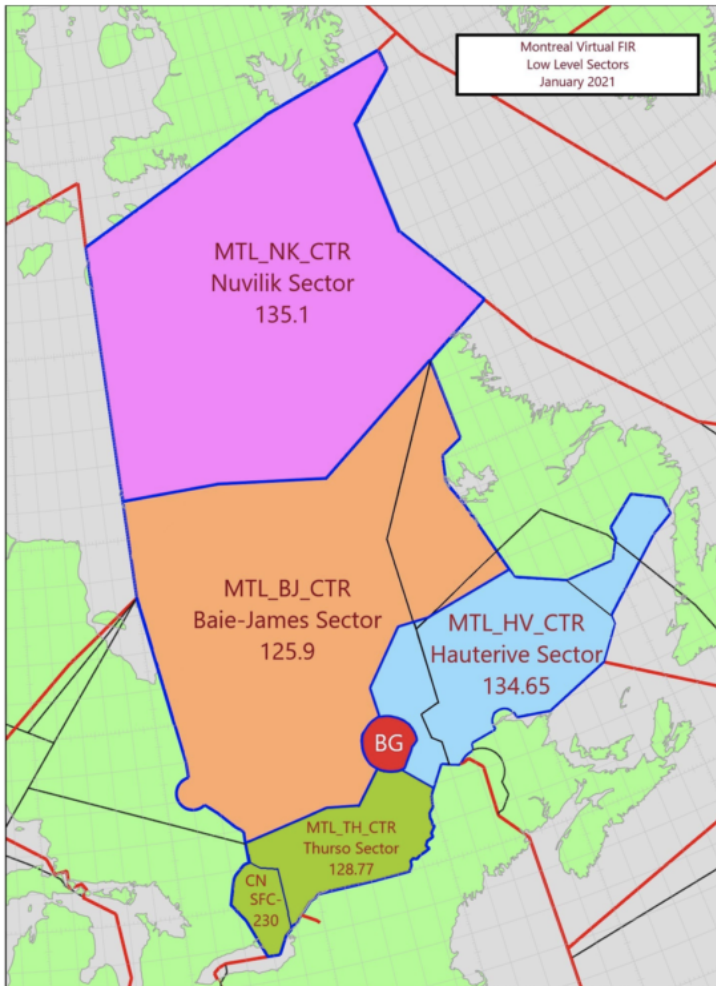 Montreal Virtual FIR
Low Level Sectors
January 2021
MTL_NK_CTR
Nuvilik Sector
135.1
MTL_BJ_CTR
Baie-James Sector
125.9
MTL_HV_CTR
Hauterive Sector
134.65
BG
MTL_TH_CTR
Thurso Sector
128.77
CN
SFC-
230